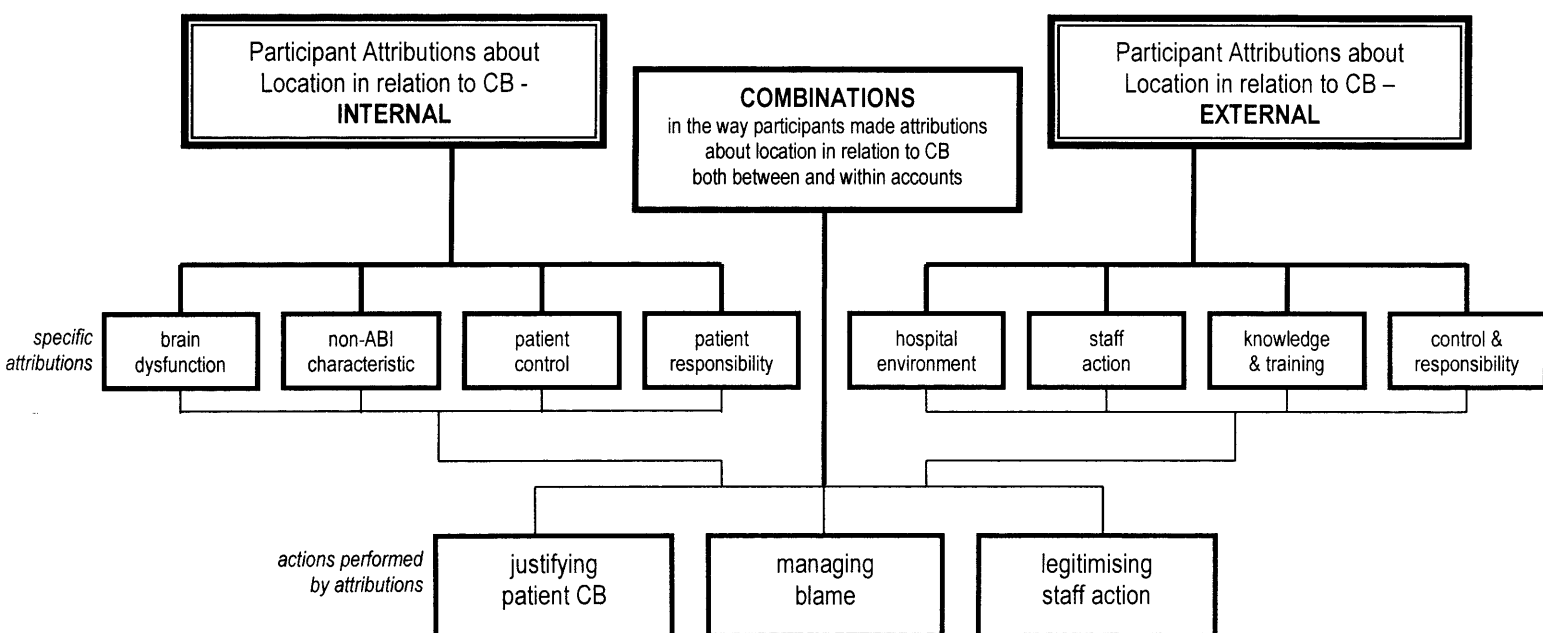 Participant Attributions about
Location in relation to CB -
INTERNAL
COMBINATIONS
in the way participants made attributions
about location in relation to CB
both between and within accounts
Participant Attributions about
Location in relation to CB –
EXTERNAL
specific
attributions
brain
dysfunction
non-ABI
characteristic
patient
control
patient
responsibility
hospital
environment
staff
action
knowledge
& training
control &
responsibility
actions performed
by attributions
justifying
patient CB
managing
blame
legitimising
staff action